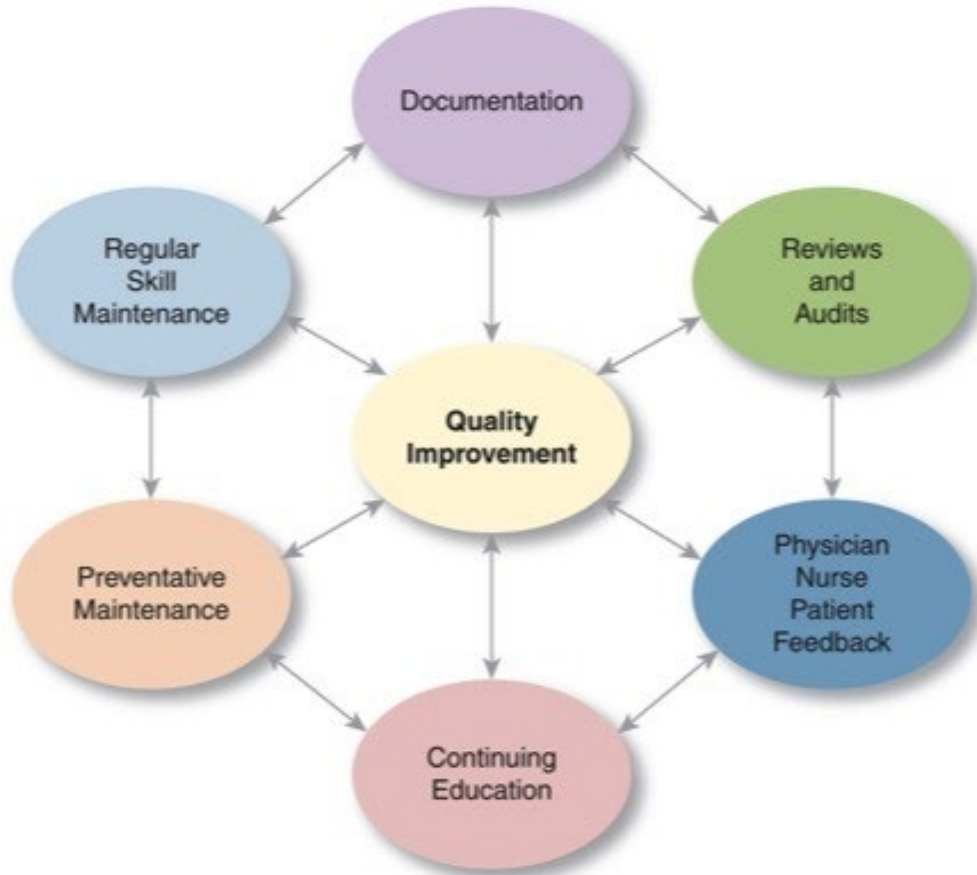 Documentation
Regular
Skill
Maintenance
Reviews
and
Audits
Quality
Improvement
Preventative
Maintenance
Physician
Nurse
Patient
Feedback
Continuing
Education